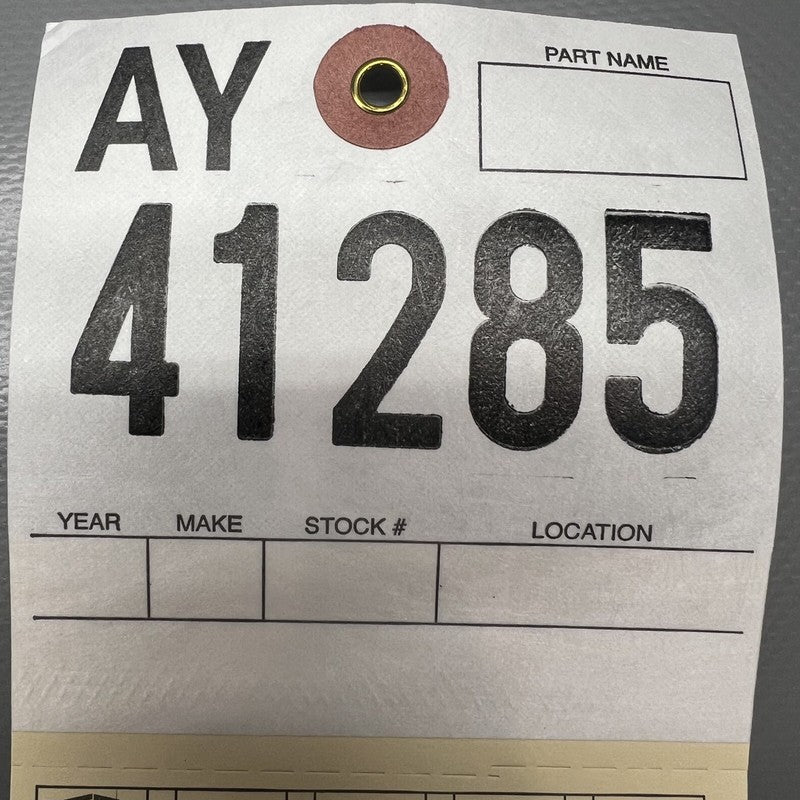 AY
PART NAME
41285
YEAR MAKE STOCK # LOCATION